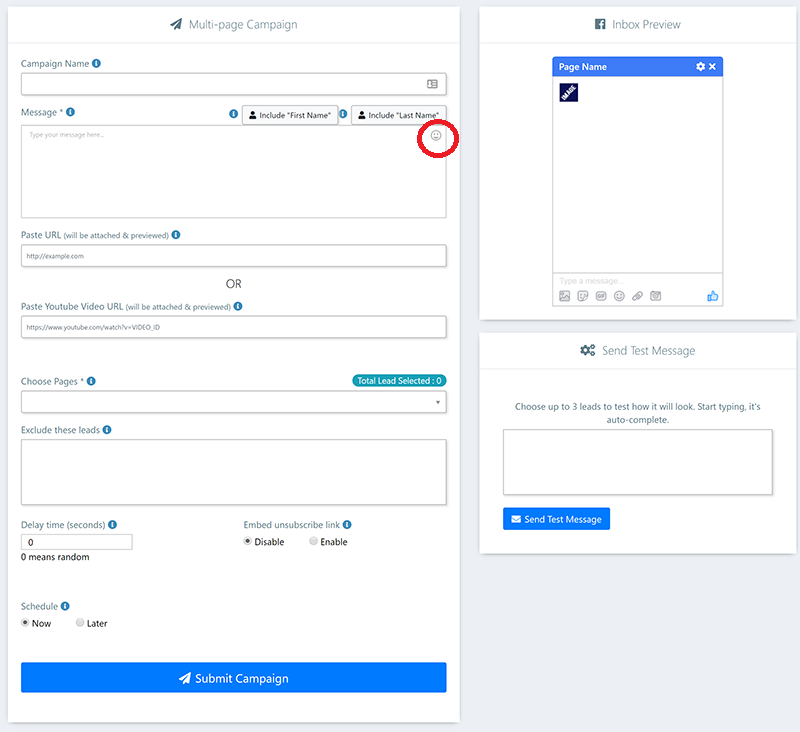 Multi-page Campaign
Campaign Name
Message *
Include "First Name"
Include "Last Name"
Type your message here...
Paste URL (will be attached & previewed)
http://example.com
OR
Paste Youtube Video URL (will be attached & previewed)
https://www.youtube.com/watch?v=VIDEO_ID
Choose Pages *
Total Lead Selected : 0
Exclude these leads
Delay time (seconds)
Embed unsubscribe link
0
Disable
Enable
0 means random
Schedule
Now
Later
Submit Campaign
Inbox Preview
Page Name
IMAGE
Type a message...
GIF
Send Test Message
Choose up to 3 leads to test how it will look. Start typing, it's
auto-complete.
Send Test Message